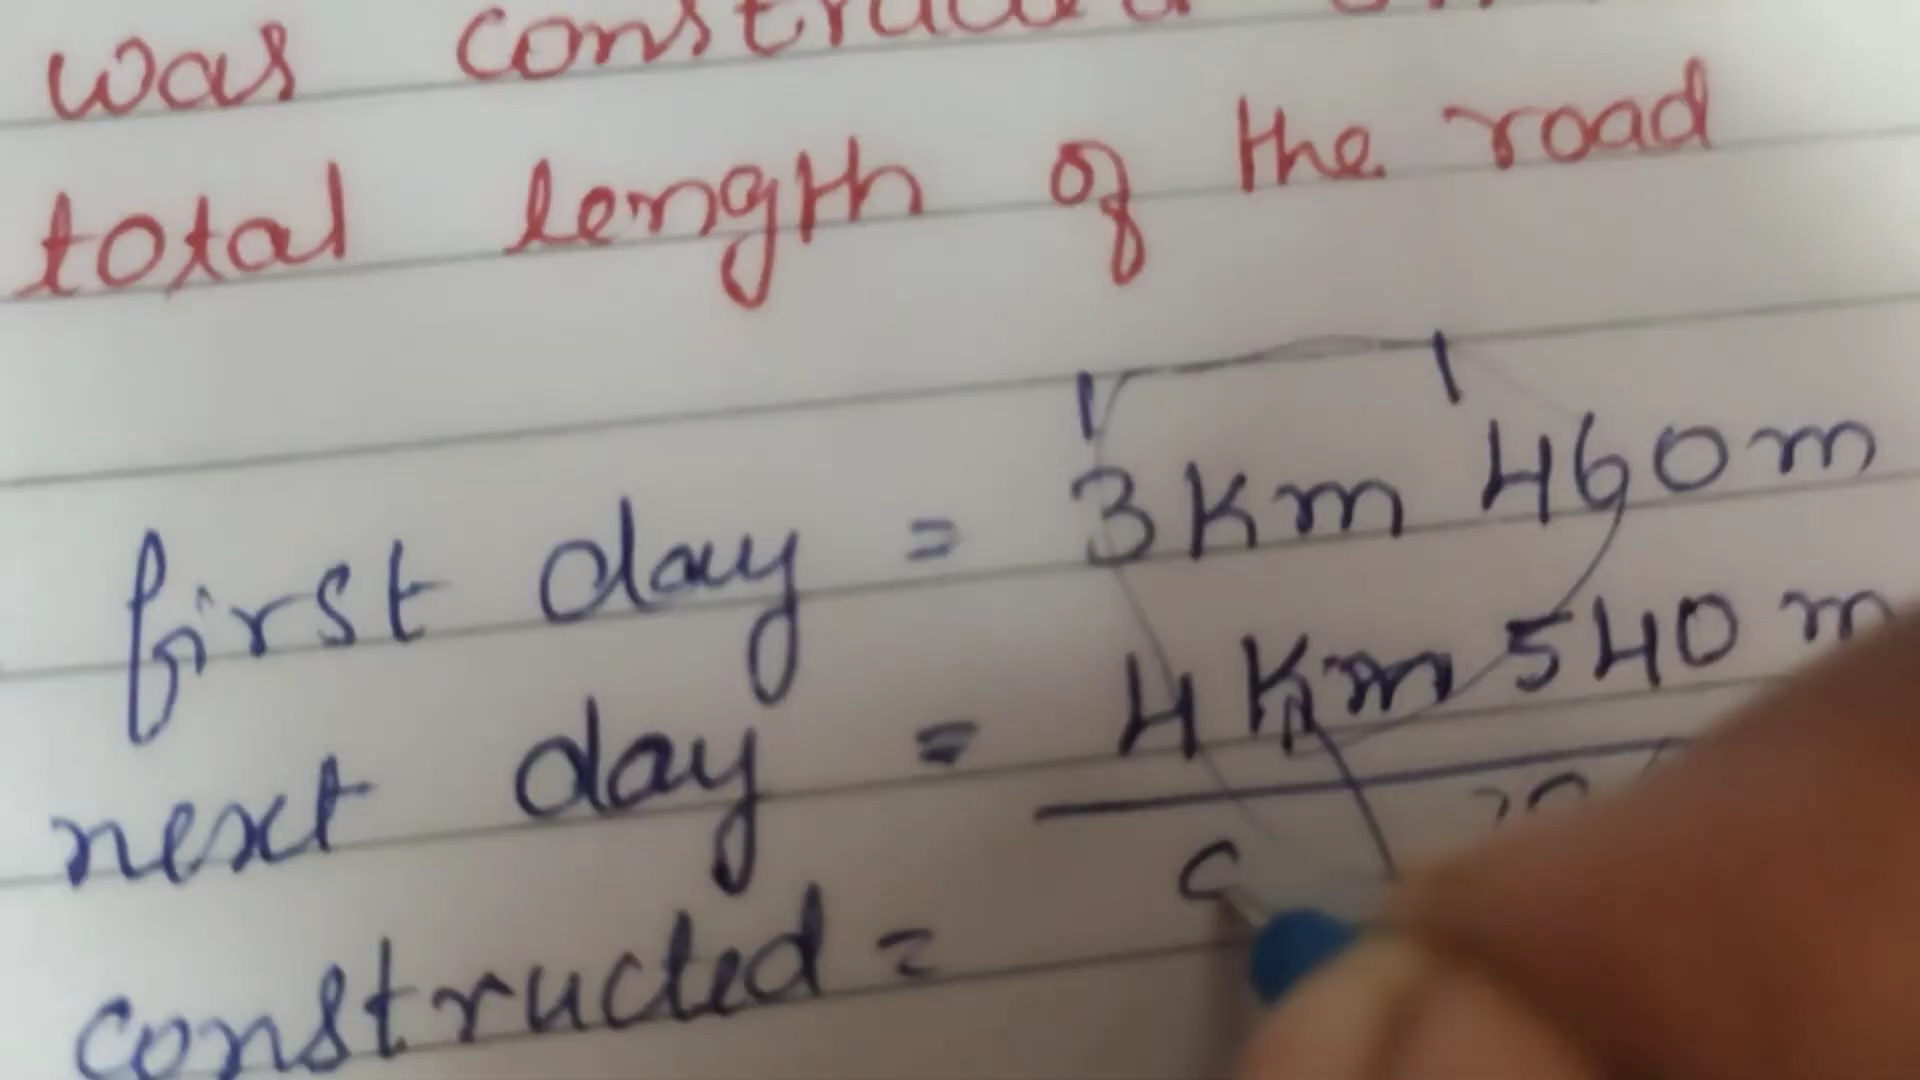 was constructed
total length of the road
1 1
first day = 3 Km 460 m
next day = 4 Km 540 m
constructed =